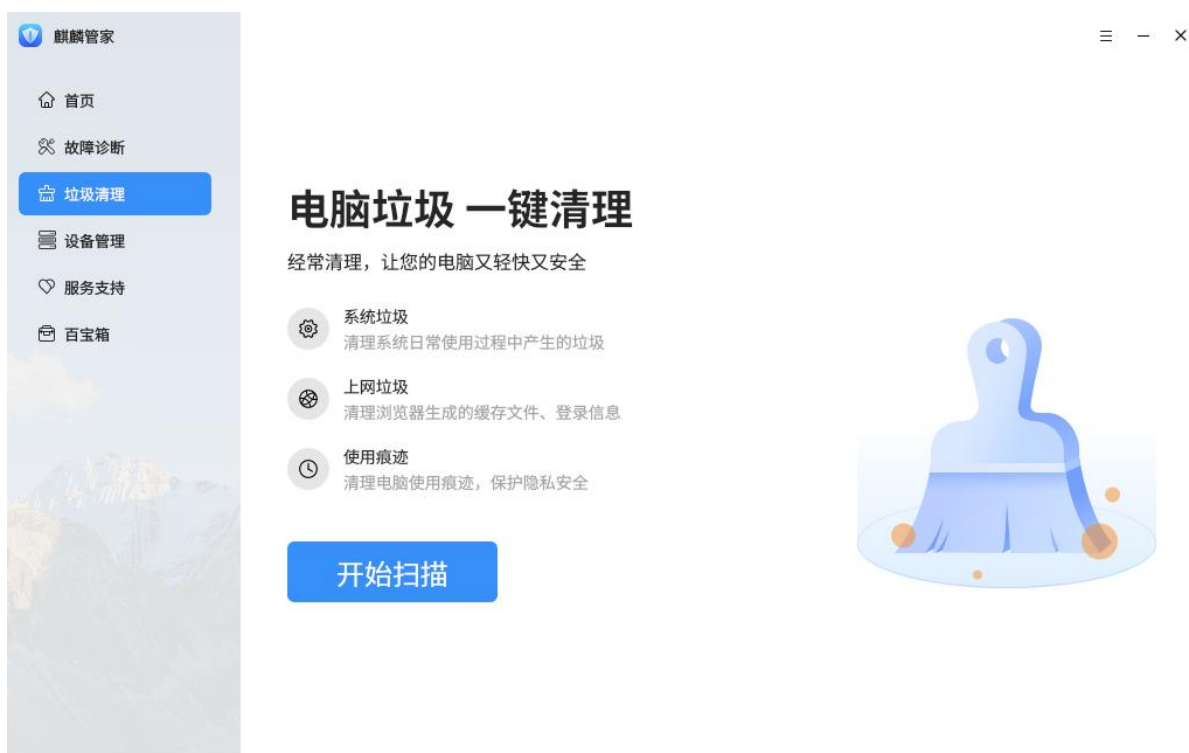 麒麟管家
首页
故障诊断
垃圾清理
设备管理
服务支持
百宝箱
电脑垃圾 一键清理
经常清理，让您的电脑又轻快又安全
系统垃圾
清理系统日常使用过程中产生的垃圾
上网垃圾
清理浏览器生成的缓存文件、登录信息
使用痕迹
清理电脑使用痕迹，保护隐私安全
开始扫描